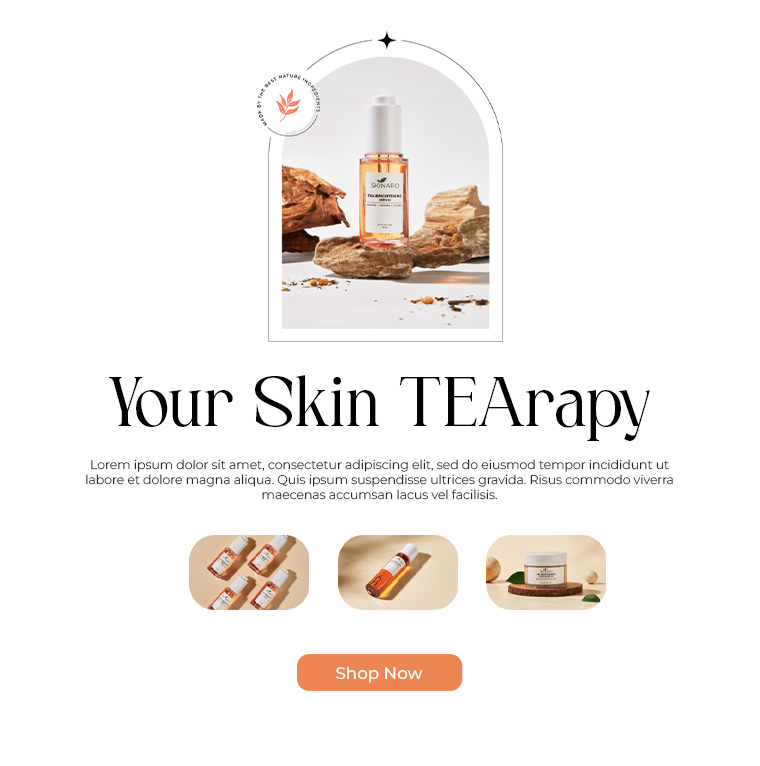 MADE BY THE BEST NATURE INGREDIENTS
SKINARO
TEA BRIGHTENING
SERUM
Your Skin TEArapy
Lorem ipsum dolor sit amet, consectetur adipiscing elit, sed do eiusmod tempor incididunt ut
labore et dolore magna aliqua. Quis ipsum suspendisse ultrices gravida. Risus commodo viverra
maecenas accumsan lacus vel facilisis.
Shop Now